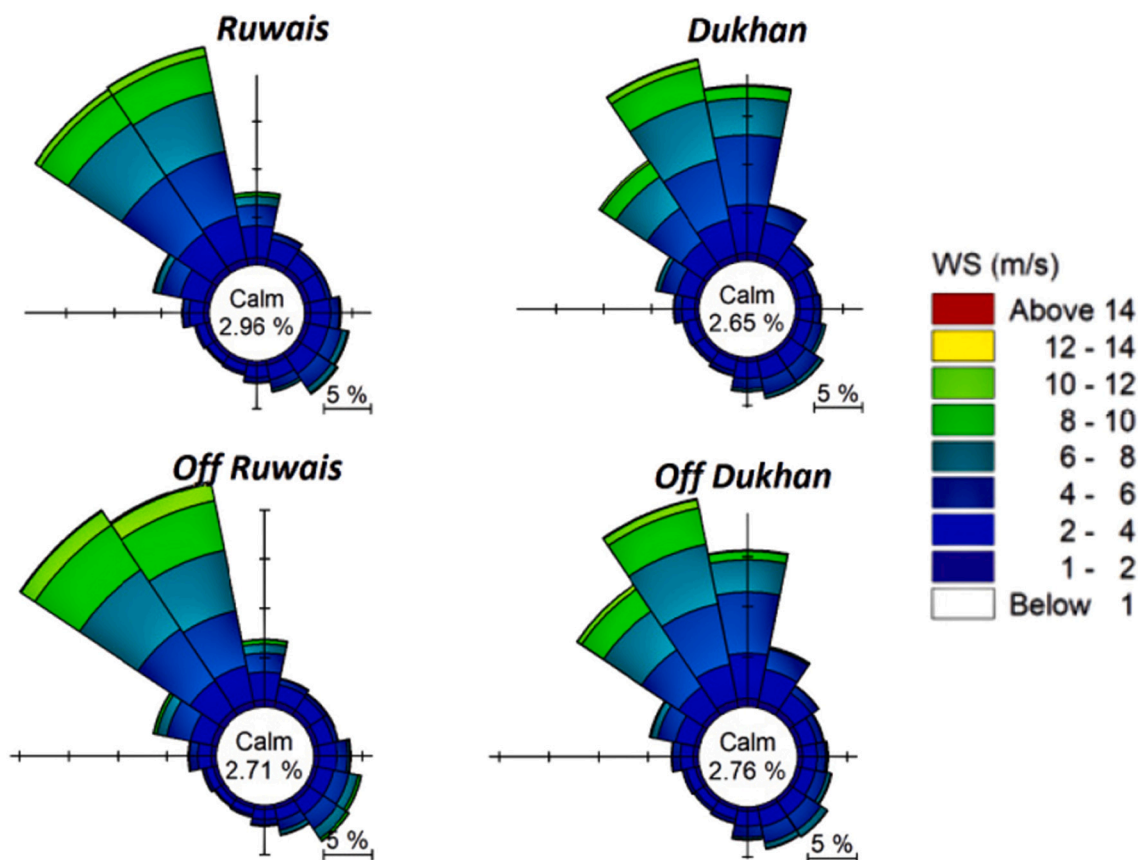 Ruwais
Dukhan
Calm
2.96 %
5 %
Calm
2.65 %
5 %
WS (m/s)
Above 14
12 - 14
10 - 12
8 - 10
6 - 8
4 - 6
2 - 4
1 - 2
Below 1
Off Ruwais
Off Dukhan
Calm
2.71 %
5 %
Calm
2.76 %
5 %